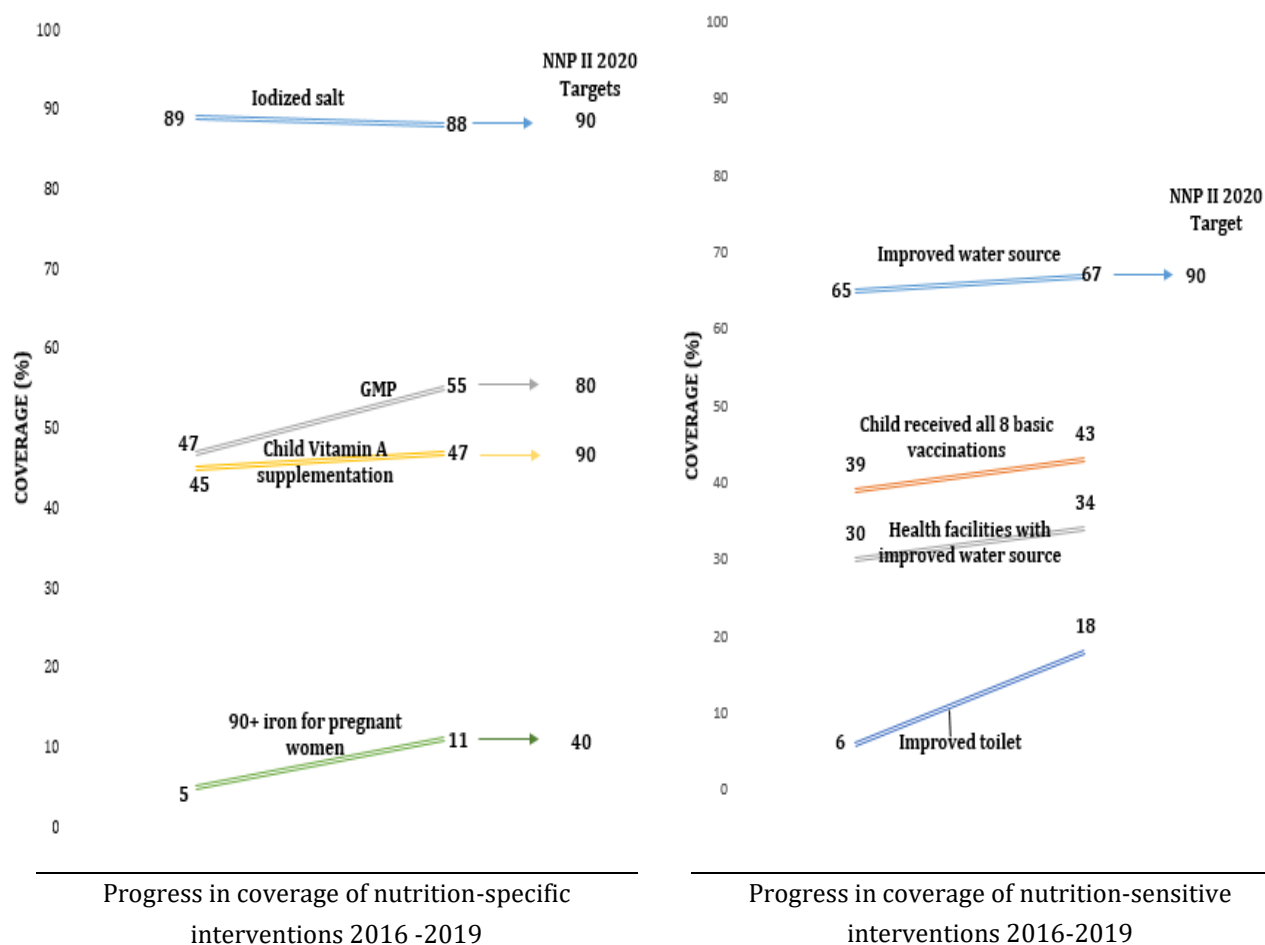 100
90
80
70
60
50
40
30
20
10
0
COVERAGE (%)
NNP II 2020
Targets
Iodized salt
89
88
90
GMP
47
55
80
Child Vitamin A
supplementation
45
47
90
90+ iron for pregnant
women
5
11
40
Progress in coverage of nutrition-specific
interventions 2016 -2019
100
90
80
70
60
50
40
30
20
10
0
COVERAGE (%)
NNP II 2020
Target
Improved water source
65
67
90
Child received all 8 basic
vaccinations
39
43
Health facilities with
improved water source
30
34
18
6
Improved toilet
Progress in coverage of nutrition-sensitive
interventions 2016-2019